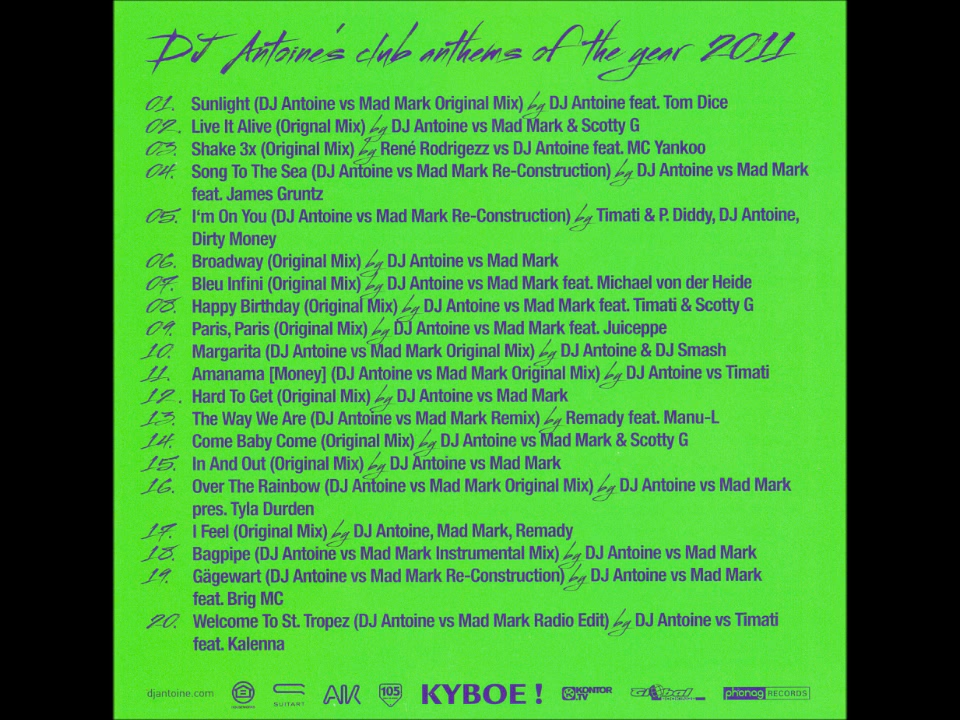 DJ Antoine's club anthems of the year 2011
01. Sunlight (DJ Antoine vs Mad Mark Original Mix) by DJ Antoine feat. Tom Dice
02. Live It Alive (Orignal Mix) by DJ Antoine vs Mad Mark & Scotty G
03. Shake 3x (Original Mix) by René Rodrigezz vs DJ Antoine feat. MC Yankoo
04. Song To The Sea (DJ Antoine vs Mad Mark Re-Construction) by DJ Antoine vs Mad Mark
feat. James Gruntz
05. I'm On You (DJ Antoine vs Mad Mark Re-Construction) by Timati & P. Diddy, DJ Antoine,
Dirty Money
06. Broadway (Original Mix) by DJ Antoine vs Mad Mark
07. Bleu Infini (Original Mix) by DJ Antoine vs Mad Mark feat. Michael von der Heide
08. Happy Birthday (Original Mix) by DJ Antoine vs Mad Mark feat. Timati & Scotty G
09. Paris, Paris (Original Mix) by DJ Antoine vs Mad Mark feat. Juiceppe
10. Margarita (DJ Antoine vs Mad Mark Original Mix) by DJ Antoine & DJ Smash
11. Amanama [Money] (DJ Antoine vs Mad Mark Original Mix) by DJ Antoine vs Timati
12. Hard To Get (Original Mix) by DJ Antoine vs Mad Mark
13. The Way We Are (DJ Antoine vs Mad Mark Remix) by Remady feat. Manu-L
14. Come Baby Come (Original Mix) by DJ Antoine vs Mad Mark & Scotty G
15. In And Out (Original Mix) by DJ Antoine vs Mad Mark
16. Over The Rainbow (DJ Antoine vs Mad Mark Original Mix) by DJ Antoine vs Mad Mark
pres. Tyla Durden
17. I Feel (Original Mix) by DJ Antoine, Mad Mark, Remady
18. Bagpipe (DJ Antoine vs Mad Mark Instrumental Mix) by DJ Antoine vs Mad Mark
19. Gägewart (DJ Antoine vs Mad Mark Re-Construction) by DJ Antoine vs Mad Mark
feat. Brig MC
20. Welcome To St. Tropez (DJ Antoine vs Mad Mark Radio Edit) by DJ Antoine vs Timati
feat. Kalenna
djantoine.com SUITART AK 105 KYBOE ! KONTOR.TV Global phonag RECORDS